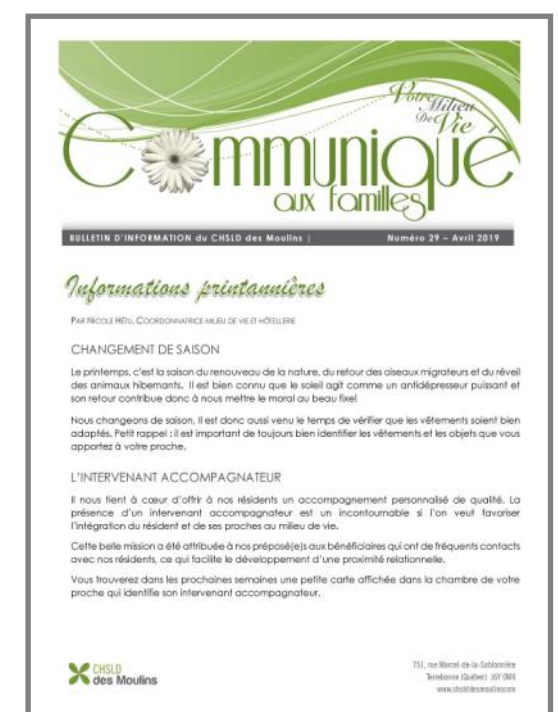 Votre
Milieu
De Vie
Communiqué
aux familles
BULLETIN D'INFORMATION du CHSLD des Moulins | Numéro 29 – Avril 2019
Informations printannières
PAR NICOLE HÉTU, COORDONNATRICE MILIEU DE VIE ET HÔTELLERIE
CHANGEMENT DE SAISON
Le printemps, c'est la saison du renouveau de la nature, du retour des oiseaux migrateurs et du réveil
des animaux hibernants. Il est bien connu que le soleil agit comme un antidépresseur puissant et
son retour contribue donc à nous mettre le moral au beau fixe!
Nous changeons de saison, il est donc aussi venu le temps de vérifier que les vêtements soient bien
adaptés. Petit rappel : il est important de toujours bien identifier les vêtements et les objets que vous
apportez à votre proche.
L'INTERVENANT ACCOMPAGNATEUR
Il nous tient à cœur d'offrir à nos résidents un accompagnement personnalisé de qualité. La
présence d'un intervenant accompagnateur est un incontournable si l'on veut favoriser
l'intégration du résident et de ses proches au milieu de vie.
Cette belle mission a été attribuée à nos préposé(e)s aux bénéficiaires qui ont de fréquents contacts
avec nos résidents, ce qui facilite le développement d'une proximité relationnelle.
Vous trouverez dans les prochaines semaines une petite carte affichée dans la chambre de votre
proche qui identifie son intervenant accompagnateur.
CHSLD
des Moulins
751, rue Marcel-de-la-Sablonnière
Terrebonne (Québec) J6Y 0M4
www.chslddesmoulins.com